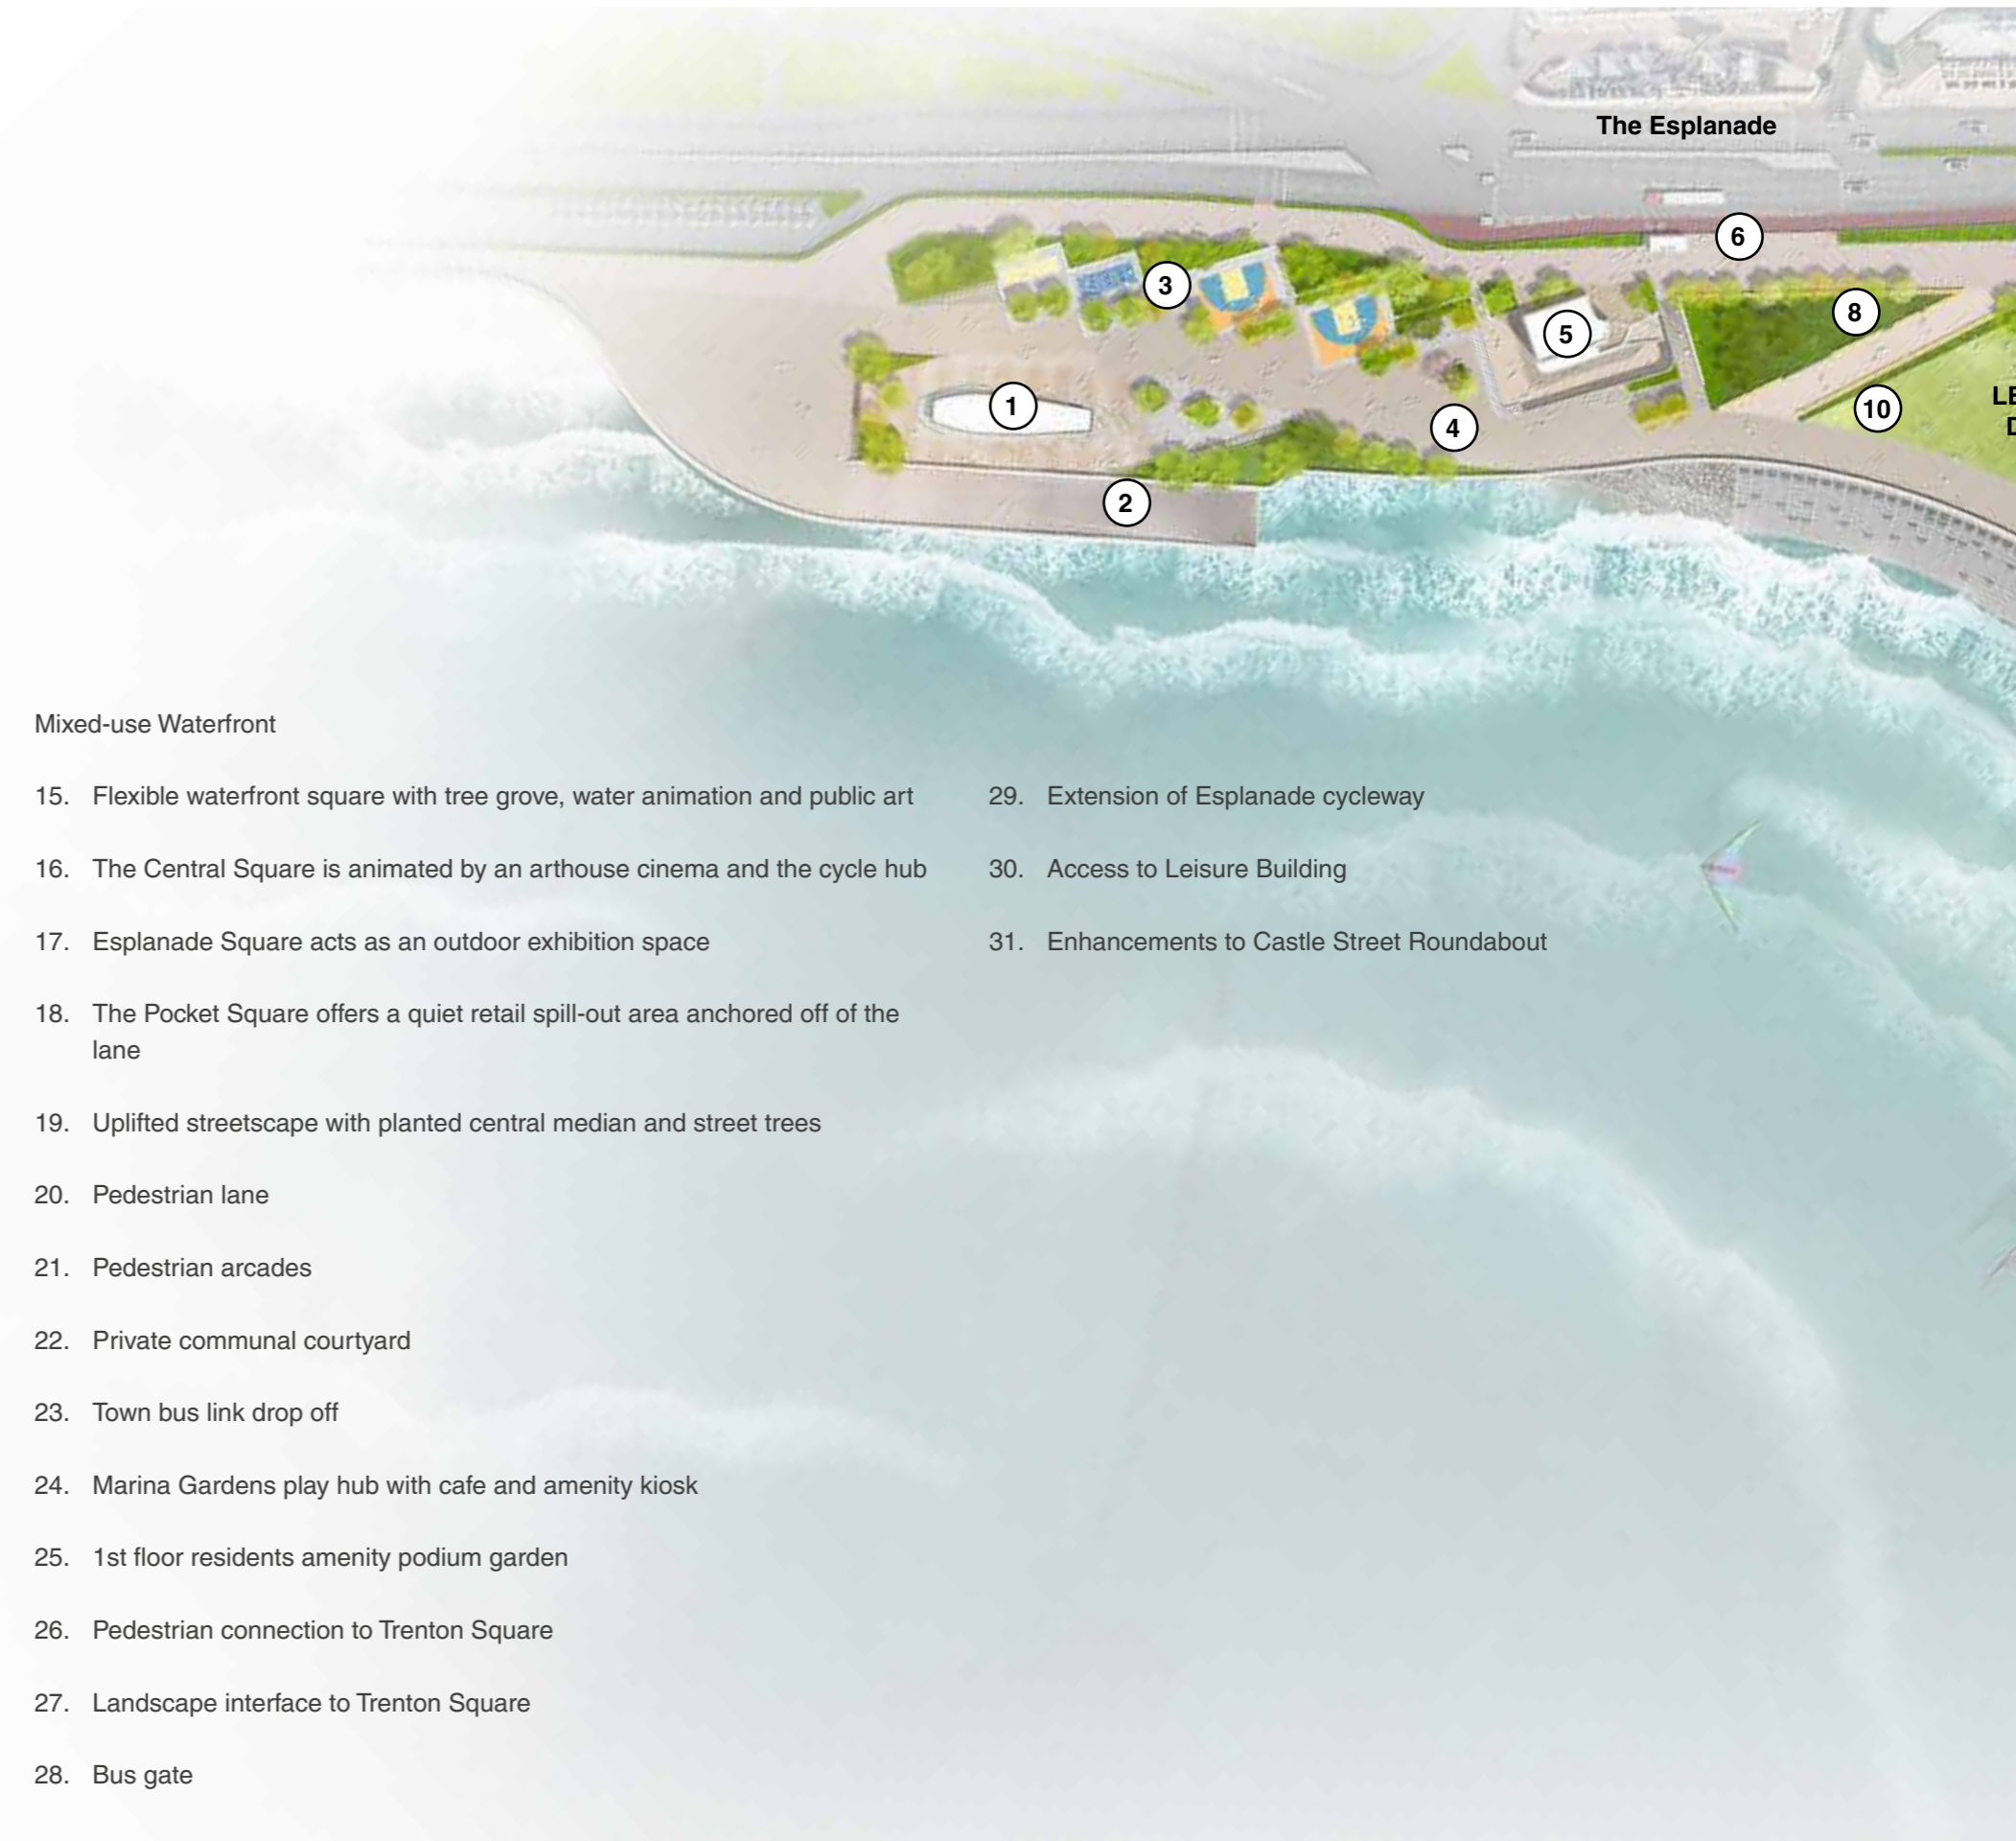 The Esplanade
6
3
8
5
1
10
LE
D
4
2
Mixed-use Waterfront
15. Flexible waterfront square with tree grove, water animation and public art
16. The Central Square is animated by an arthouse cinema and the cycle hub
17. Esplanade Square acts as an outdoor exhibition space
18. The Pocket Square offers a quiet retail spill-out area anchored off of the
lane
19. Uplifted streetscape with planted central median and street trees
20. Pedestrian lane
21. Pedestrian arcades
22. Private communal courtyard
23. Town bus link drop off
24. Marina Gardens play hub with cafe and amenity kiosk
25. 1st floor residents amenity podium garden
26. Pedestrian connection to Trenton Square
27. Landscape interface to Trenton Square
28. Bus gate
29. Extension of Esplanade cycleway
30. Access to Leisure Building
31. Enhancements to Castle Street Roundabout